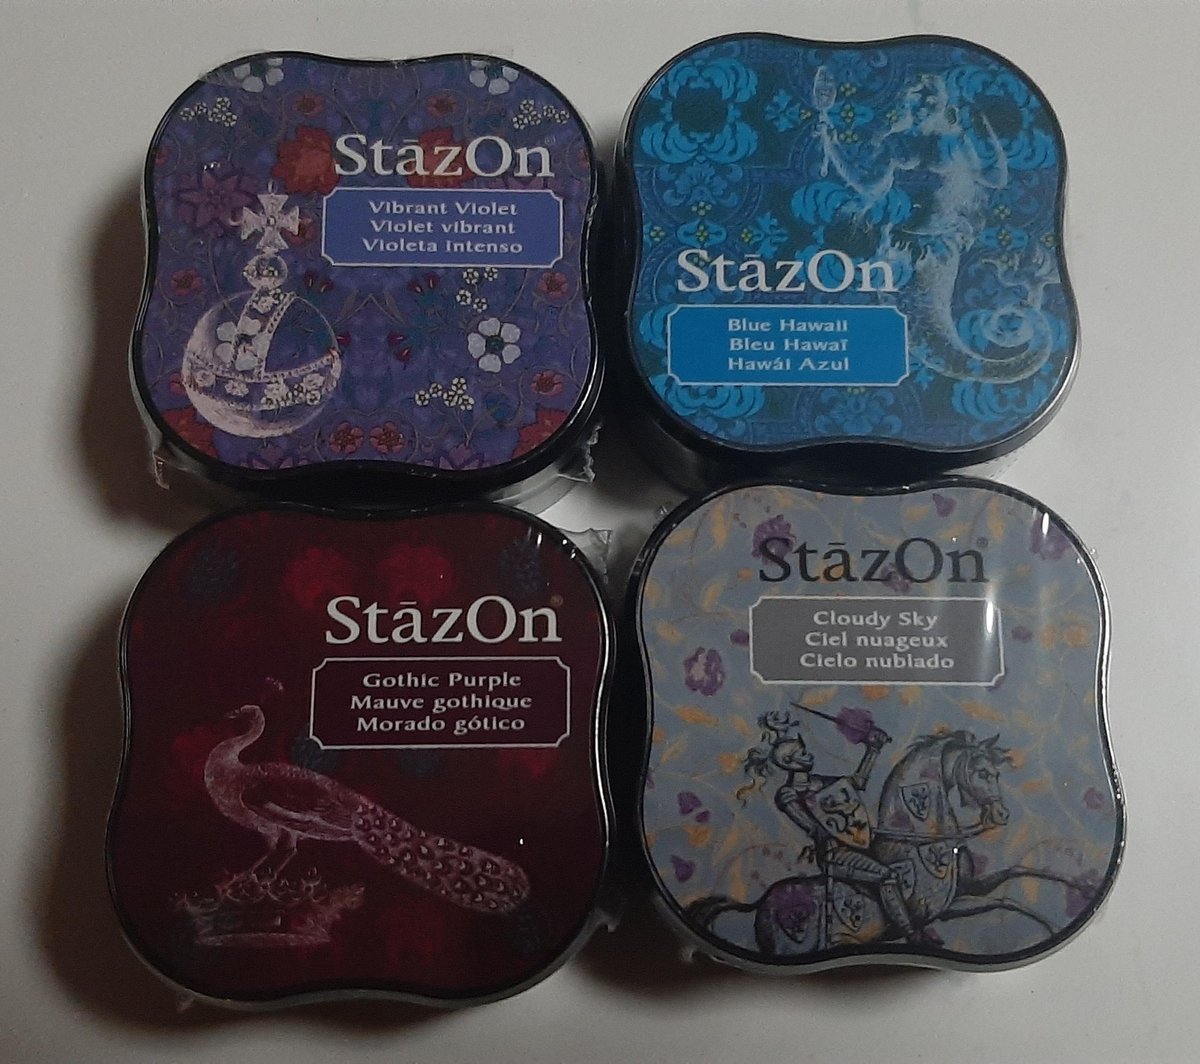 StāzOn®
Vibrant Violet
Violet vibrant
Violeta intenso
StāzOn
Blue Hawaii
Bleu Hawaï
Hawái Azul
StāzOn®
Gothic Purple
Mauve gothique
Morado gótico
StāzOn®
Cloudy Sky
Ciel nuageux
Cielo nublado